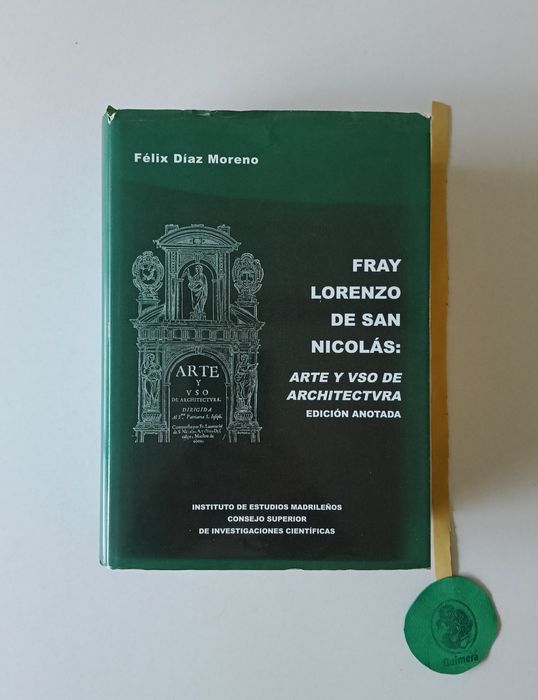 Félix Díaz Moreno
FRAY
LORENZO
DE SAN
NICOLÁS:
ARTE Y VSO DE
ARCHITECTVRA
EDICIÓN ANOTADA
ARTE
Y
VSO
DE ARCHITECTVRA.
DIRIGIDA
INSTITUTO DE ESTUDIOS MADRILEÑOS
CONSEJO SUPERIOR
DE INVESTIGACIONES CIENTÍFICAS
Quimera